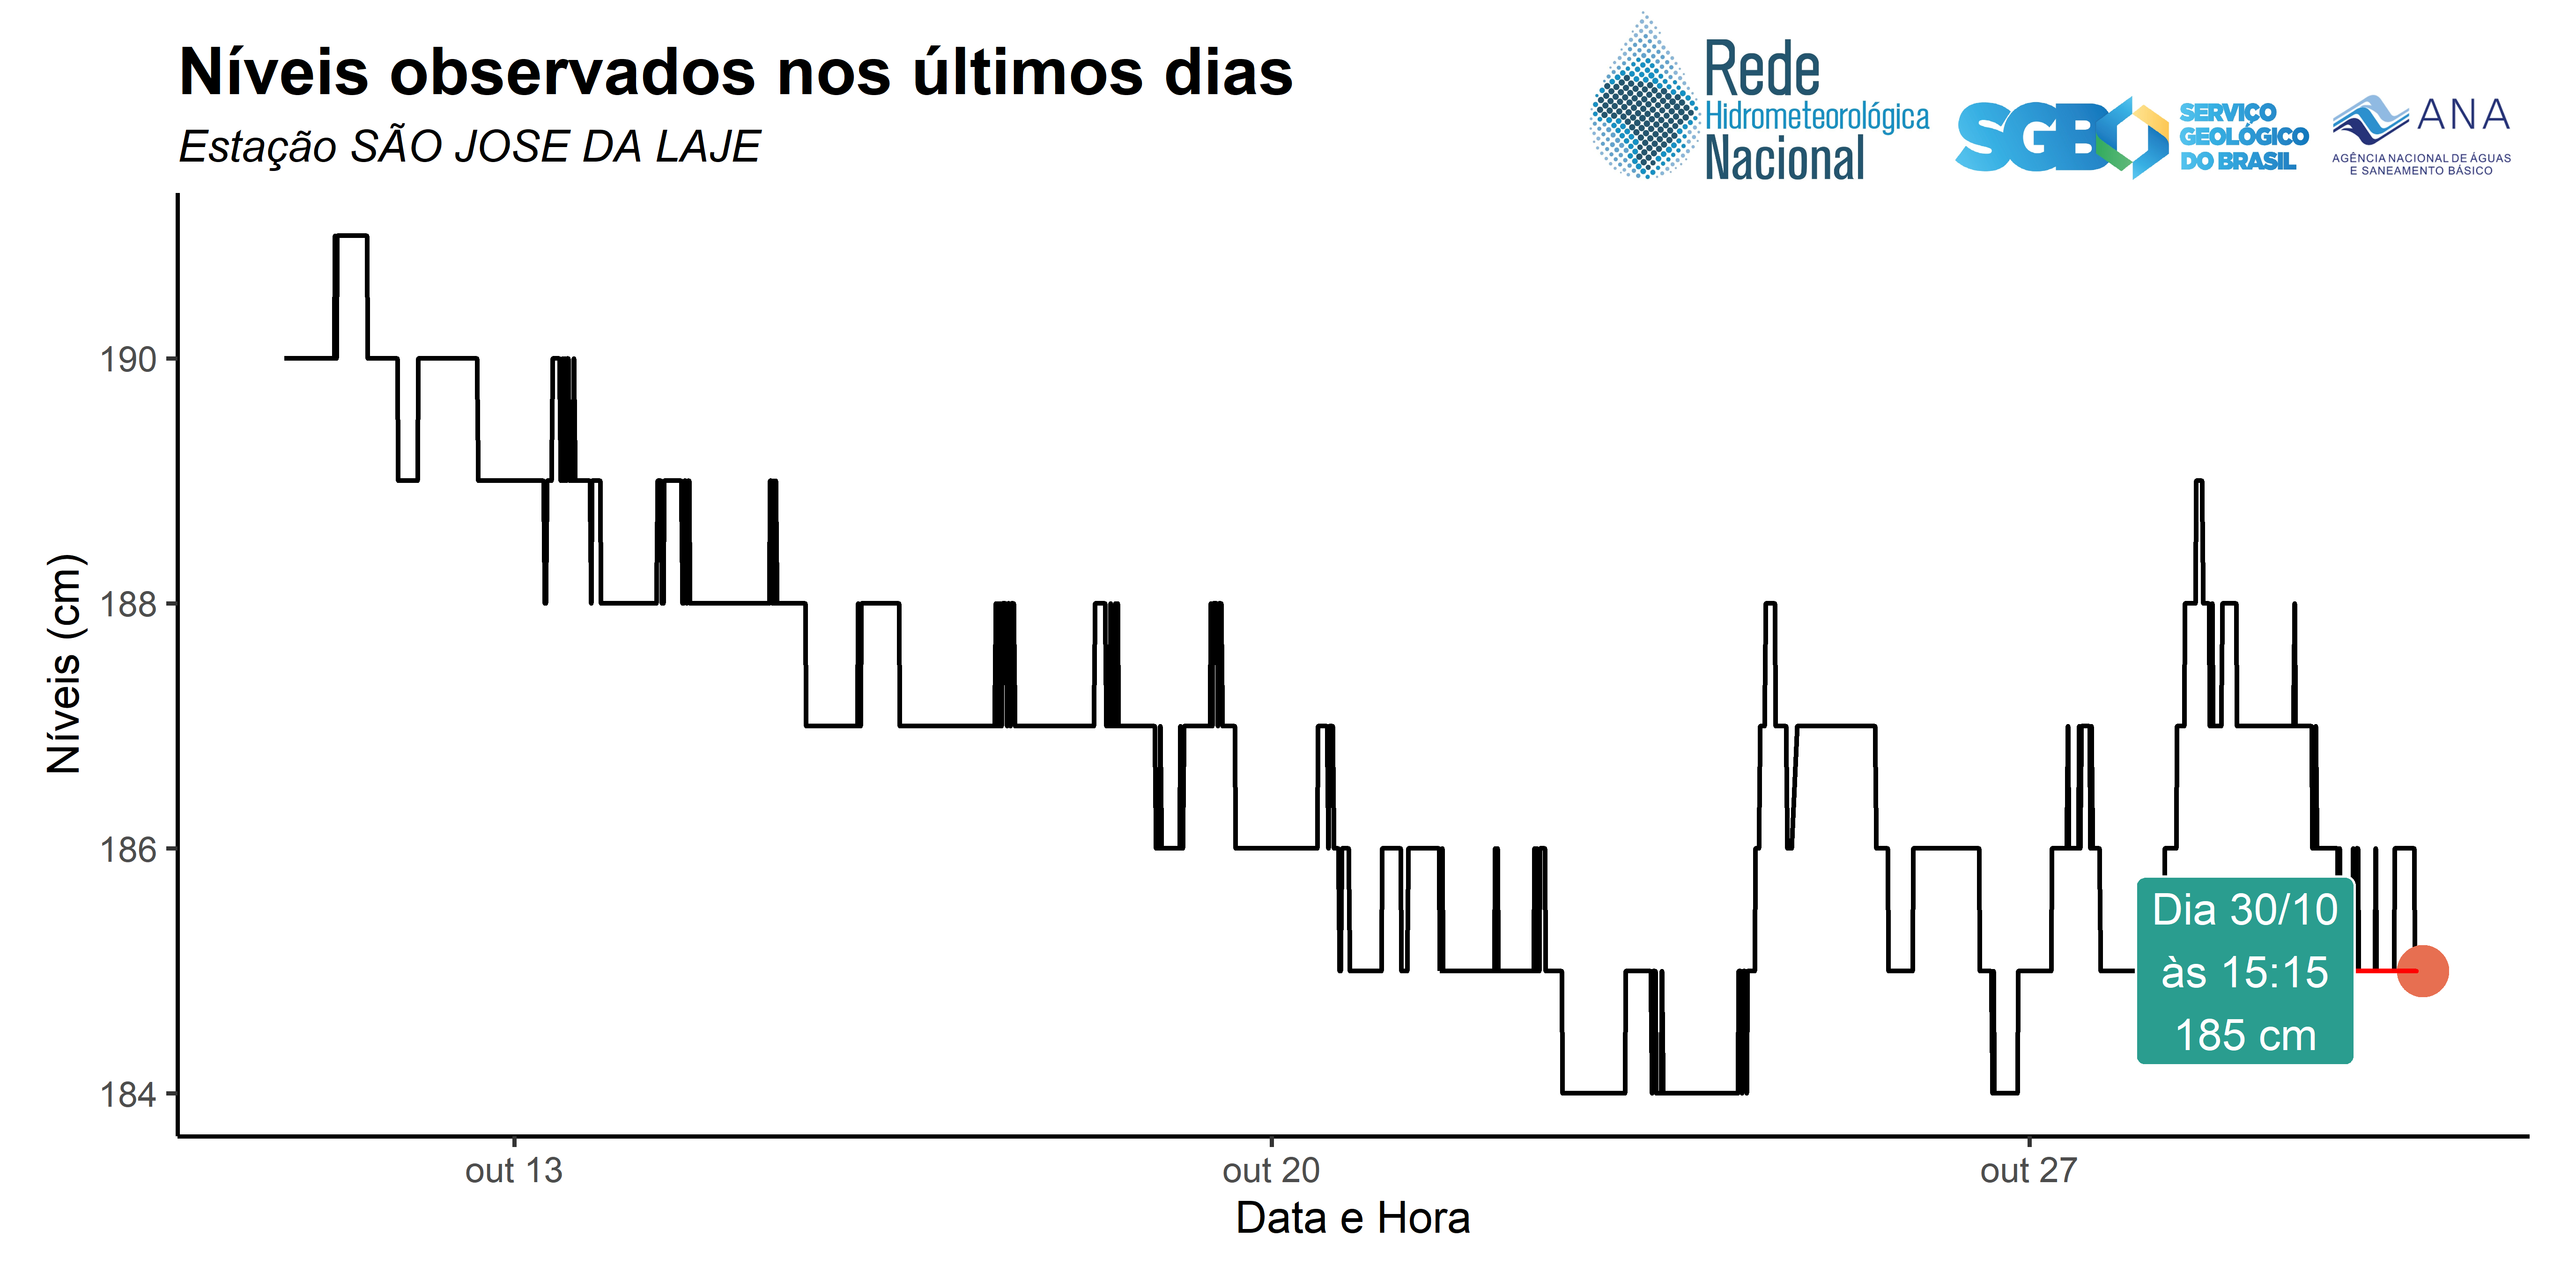 Níveis observados nos últimos dias
Estação SÃO JOSE DA LAJE
Rede
Hidrometeorológica
Nacional
SGB
SERVIÇO
GEOLÓGICO
DO BRASIL
ANA
AGÊNCIA NACIONAL DE ÁGUAS
E SANEAMENTO BÁSICO
Níveis (cm)
190
188
186
184
Dia 30/10
às 15:15
185 cm
out 13
out 20
out 27
Data e Hora